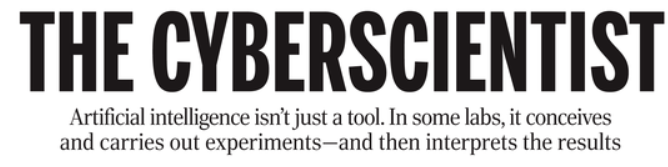 THE CYBERSCIENTIST
Artificial intelligence isn't just a tool. In some labs, it conceives
and carries out experiments—and then interprets the results